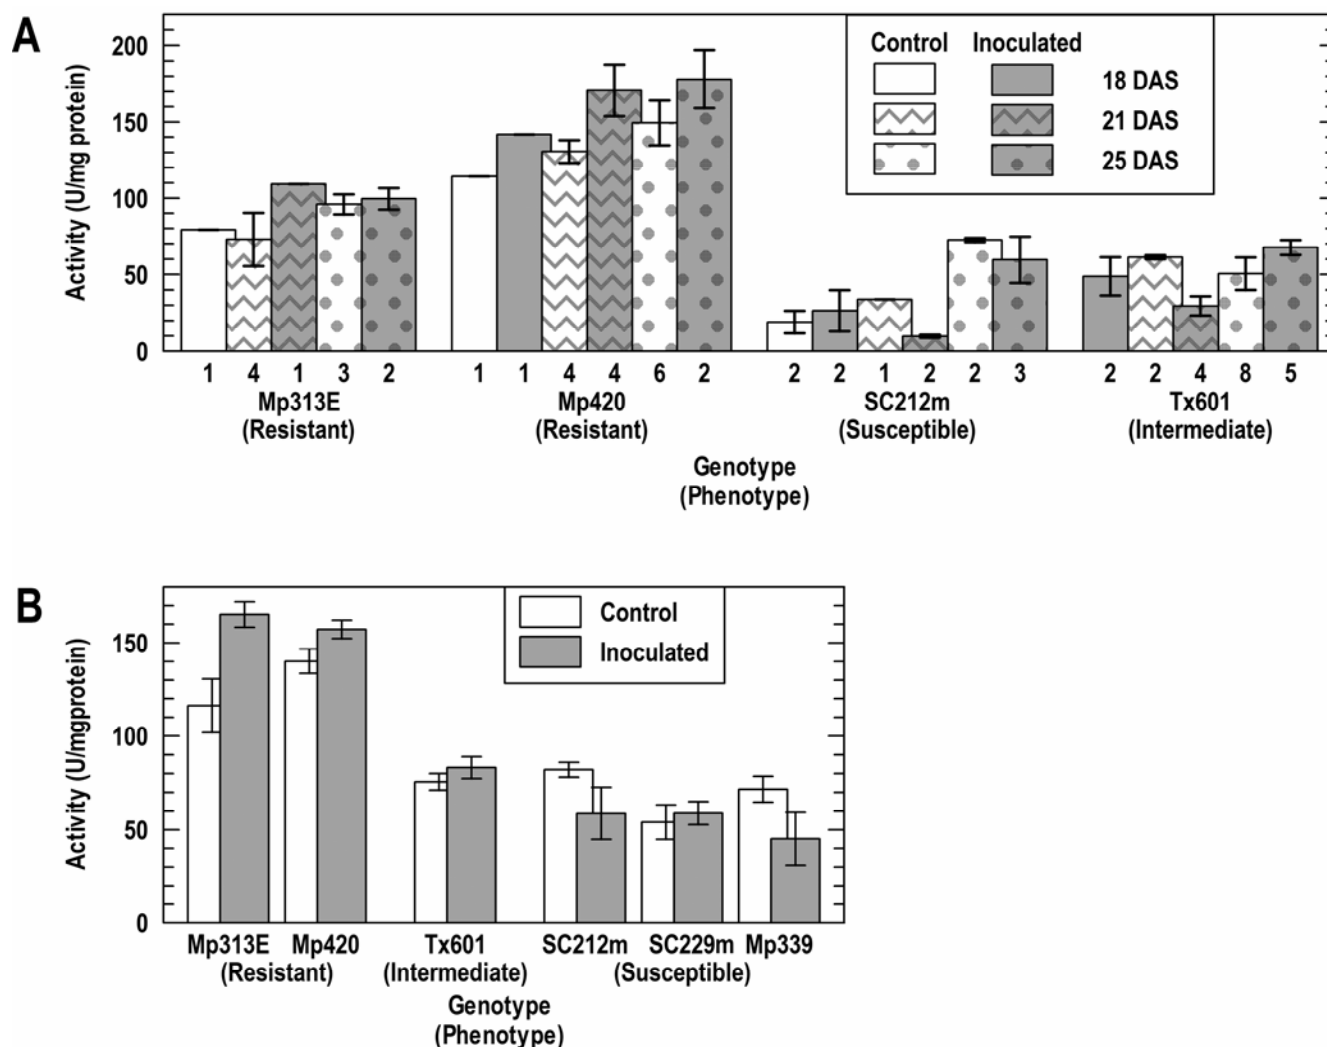 A
Control Inoculated
18 DAS
21 DAS
25 DAS
Activity (U/mg protein)
200
150
100
50
0
1 4 1 3 2 1 1 4 4 6 2 2 2 1 2 2 3 2 2 4 8 5
Mp313E Mp420 SC212m Tx601
(Resistant) (Resistant) (Susceptible) (Intermediate)
Genotype
(Phenotype)
B
Control
Inoculated
Activity (U/mgprotein)
150
100
50
0
Mp313E Mp420 Tx601 SC212m SC229m Mp339
(Resistant) (Intermediate) (Susceptible)
Genotype
(Phenotype)